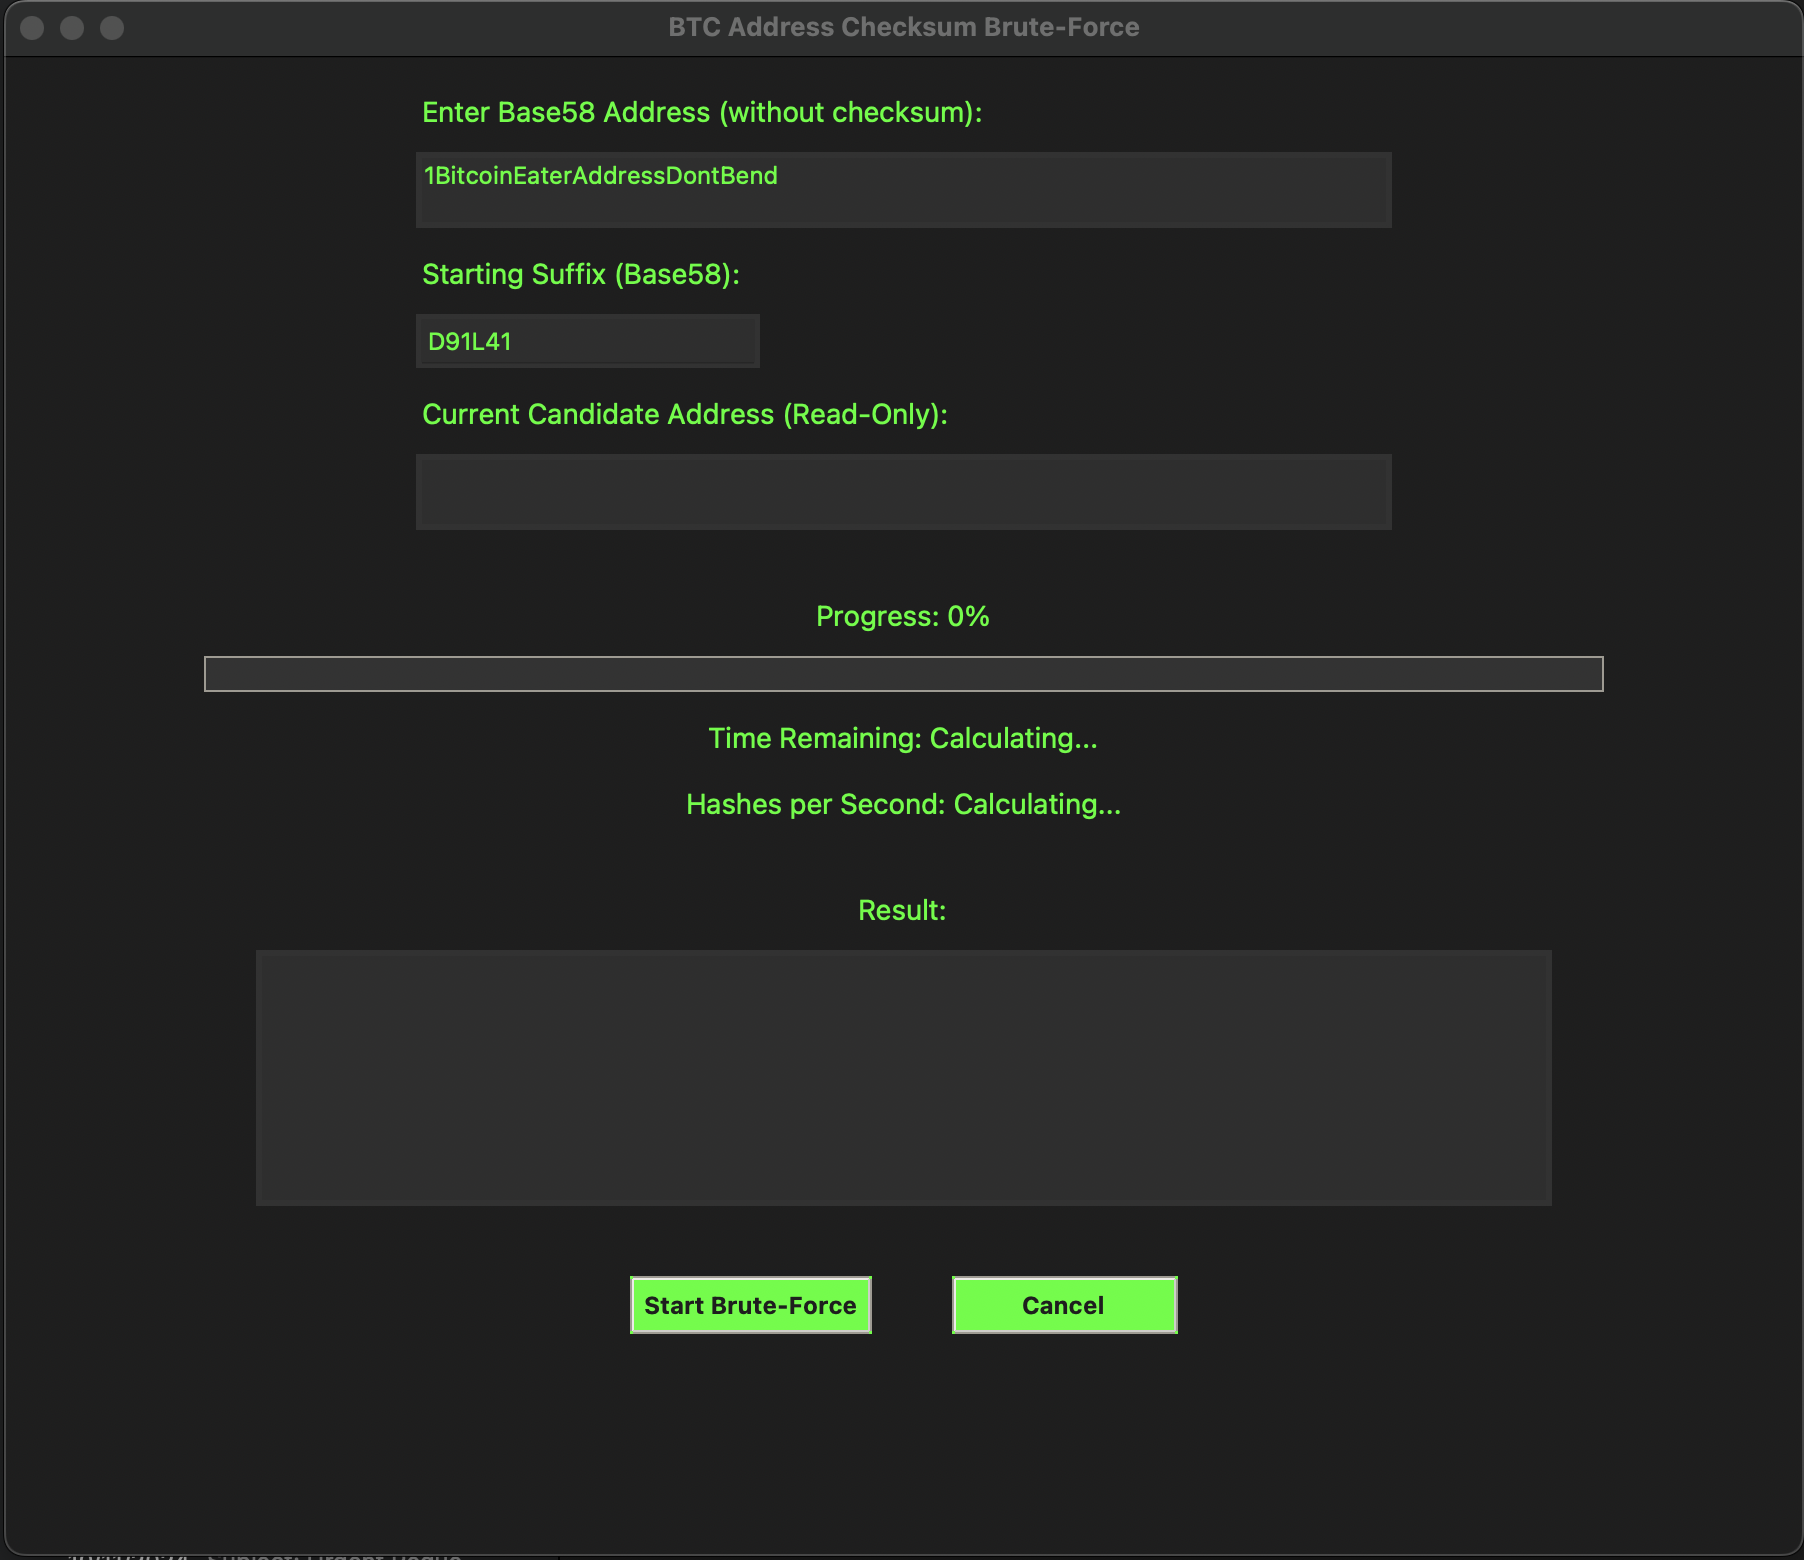 BTC Address Checksum Brute-Force
Enter Base58 Address (without checksum):
1BitcoinEaterAddressDontBend
Starting Suffix (Base58):
D91L41
Current Candidate Address (Read-Only):
Progress: 0%
Time Remaining: Calculating...
Hashes per Second: Calculating...
Result:
Start Brute-Force
Cancel